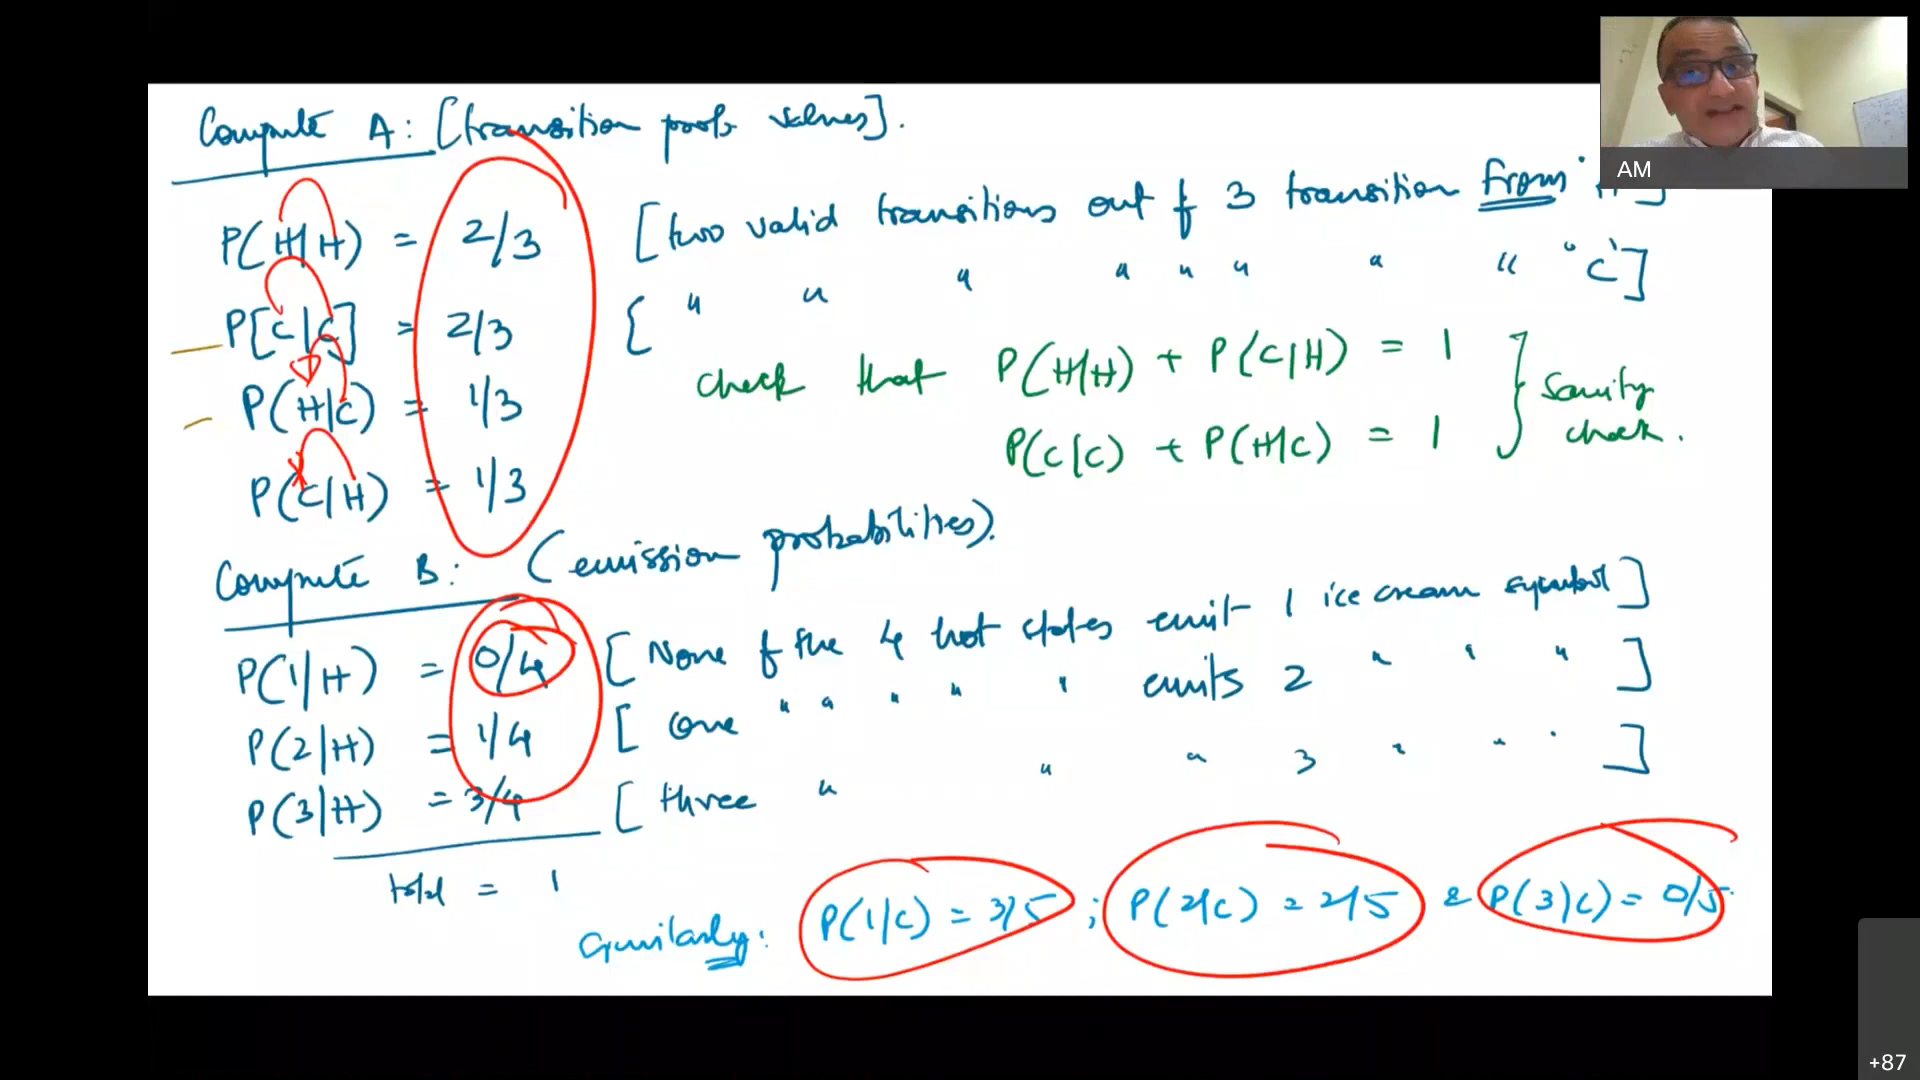 Compute A: [transition prob values].
P(H|H) = 2/3 [two valid transitions out of 3 transition From "H"]
P[C|C] = 2/3 [ " " " " " " " " "C"]
P(H|C) = 1/3 check that P(H|H) + P(C|H) = 1
P(C|C) + P(H|C) = 1 } Sanity check.
P(C|H) = 1/3
Compute B: (emission probabilities).
P(1|H) = 0/4 [None of the 4 hot states emit 1 ice cream symbol]
P(2|H) = 1/4 [one " " " " " emits 2 " " "]
P(3|H) = 3/4 [three " " " 3 " " "]
total = 1
Similarly: P(1|C) = 3/5 ; P(2|C) = 2/5 & P(3|C) = 0/5.
AM
+87